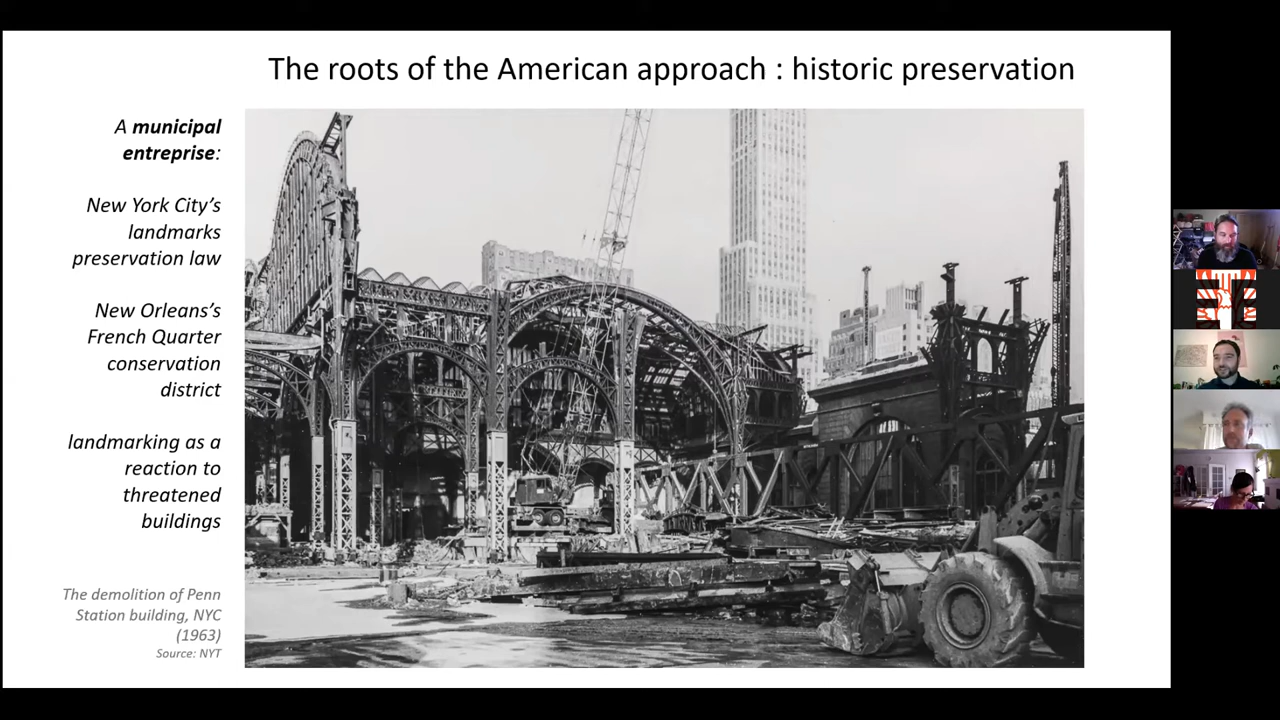 The roots of the American approach : historic preservation
A municipal
entreprise:
New York City’s
landmarks
preservation law
New Orleans’s
French Quarter
conservation
district
landmarking as a
reaction to
threatened
buildings
The demolition of Penn
Station building, NYC
(1963)
Source: NYT